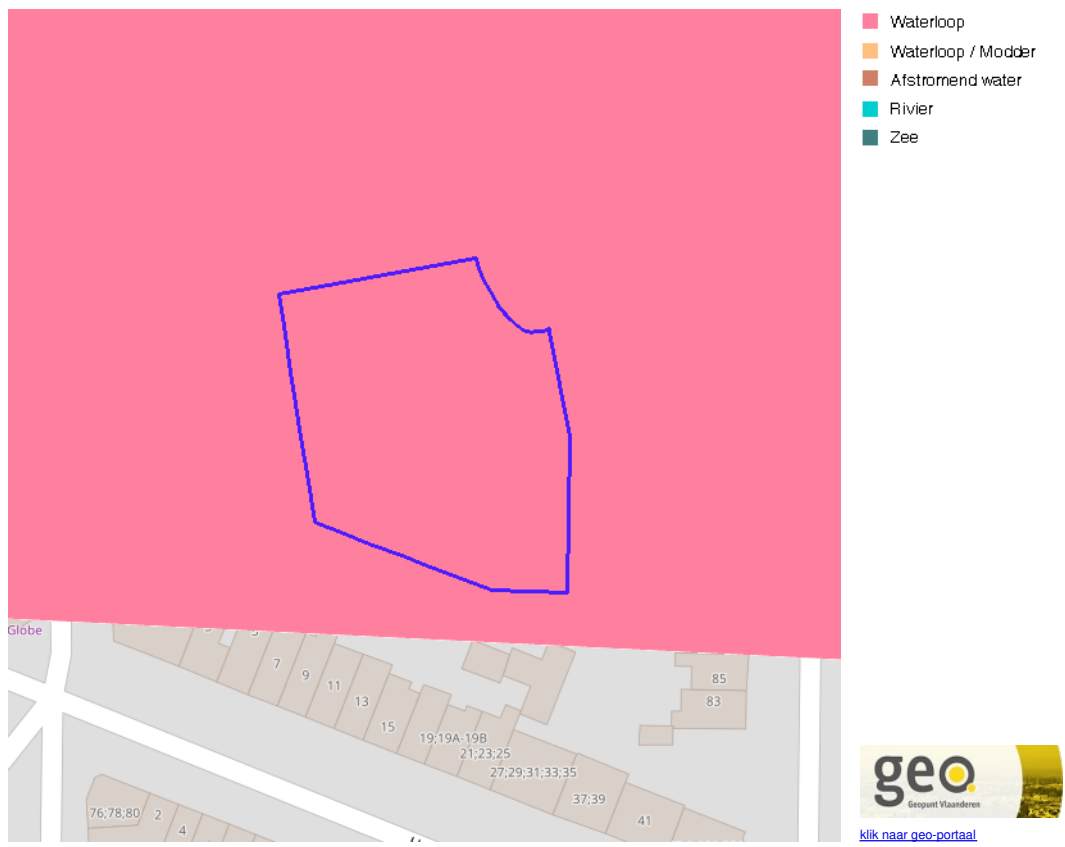 Waterloop
Waterloop / Modder
Afstromend water
Rivier
Zee
Globe
7
9
11
13
15
19;19A-19B
21;23;25
27;29;31;33;35
37;39
41
85
83
76;78;80
2
4
geo
Geopunt Vlaanderen
klik naar geo-portaal